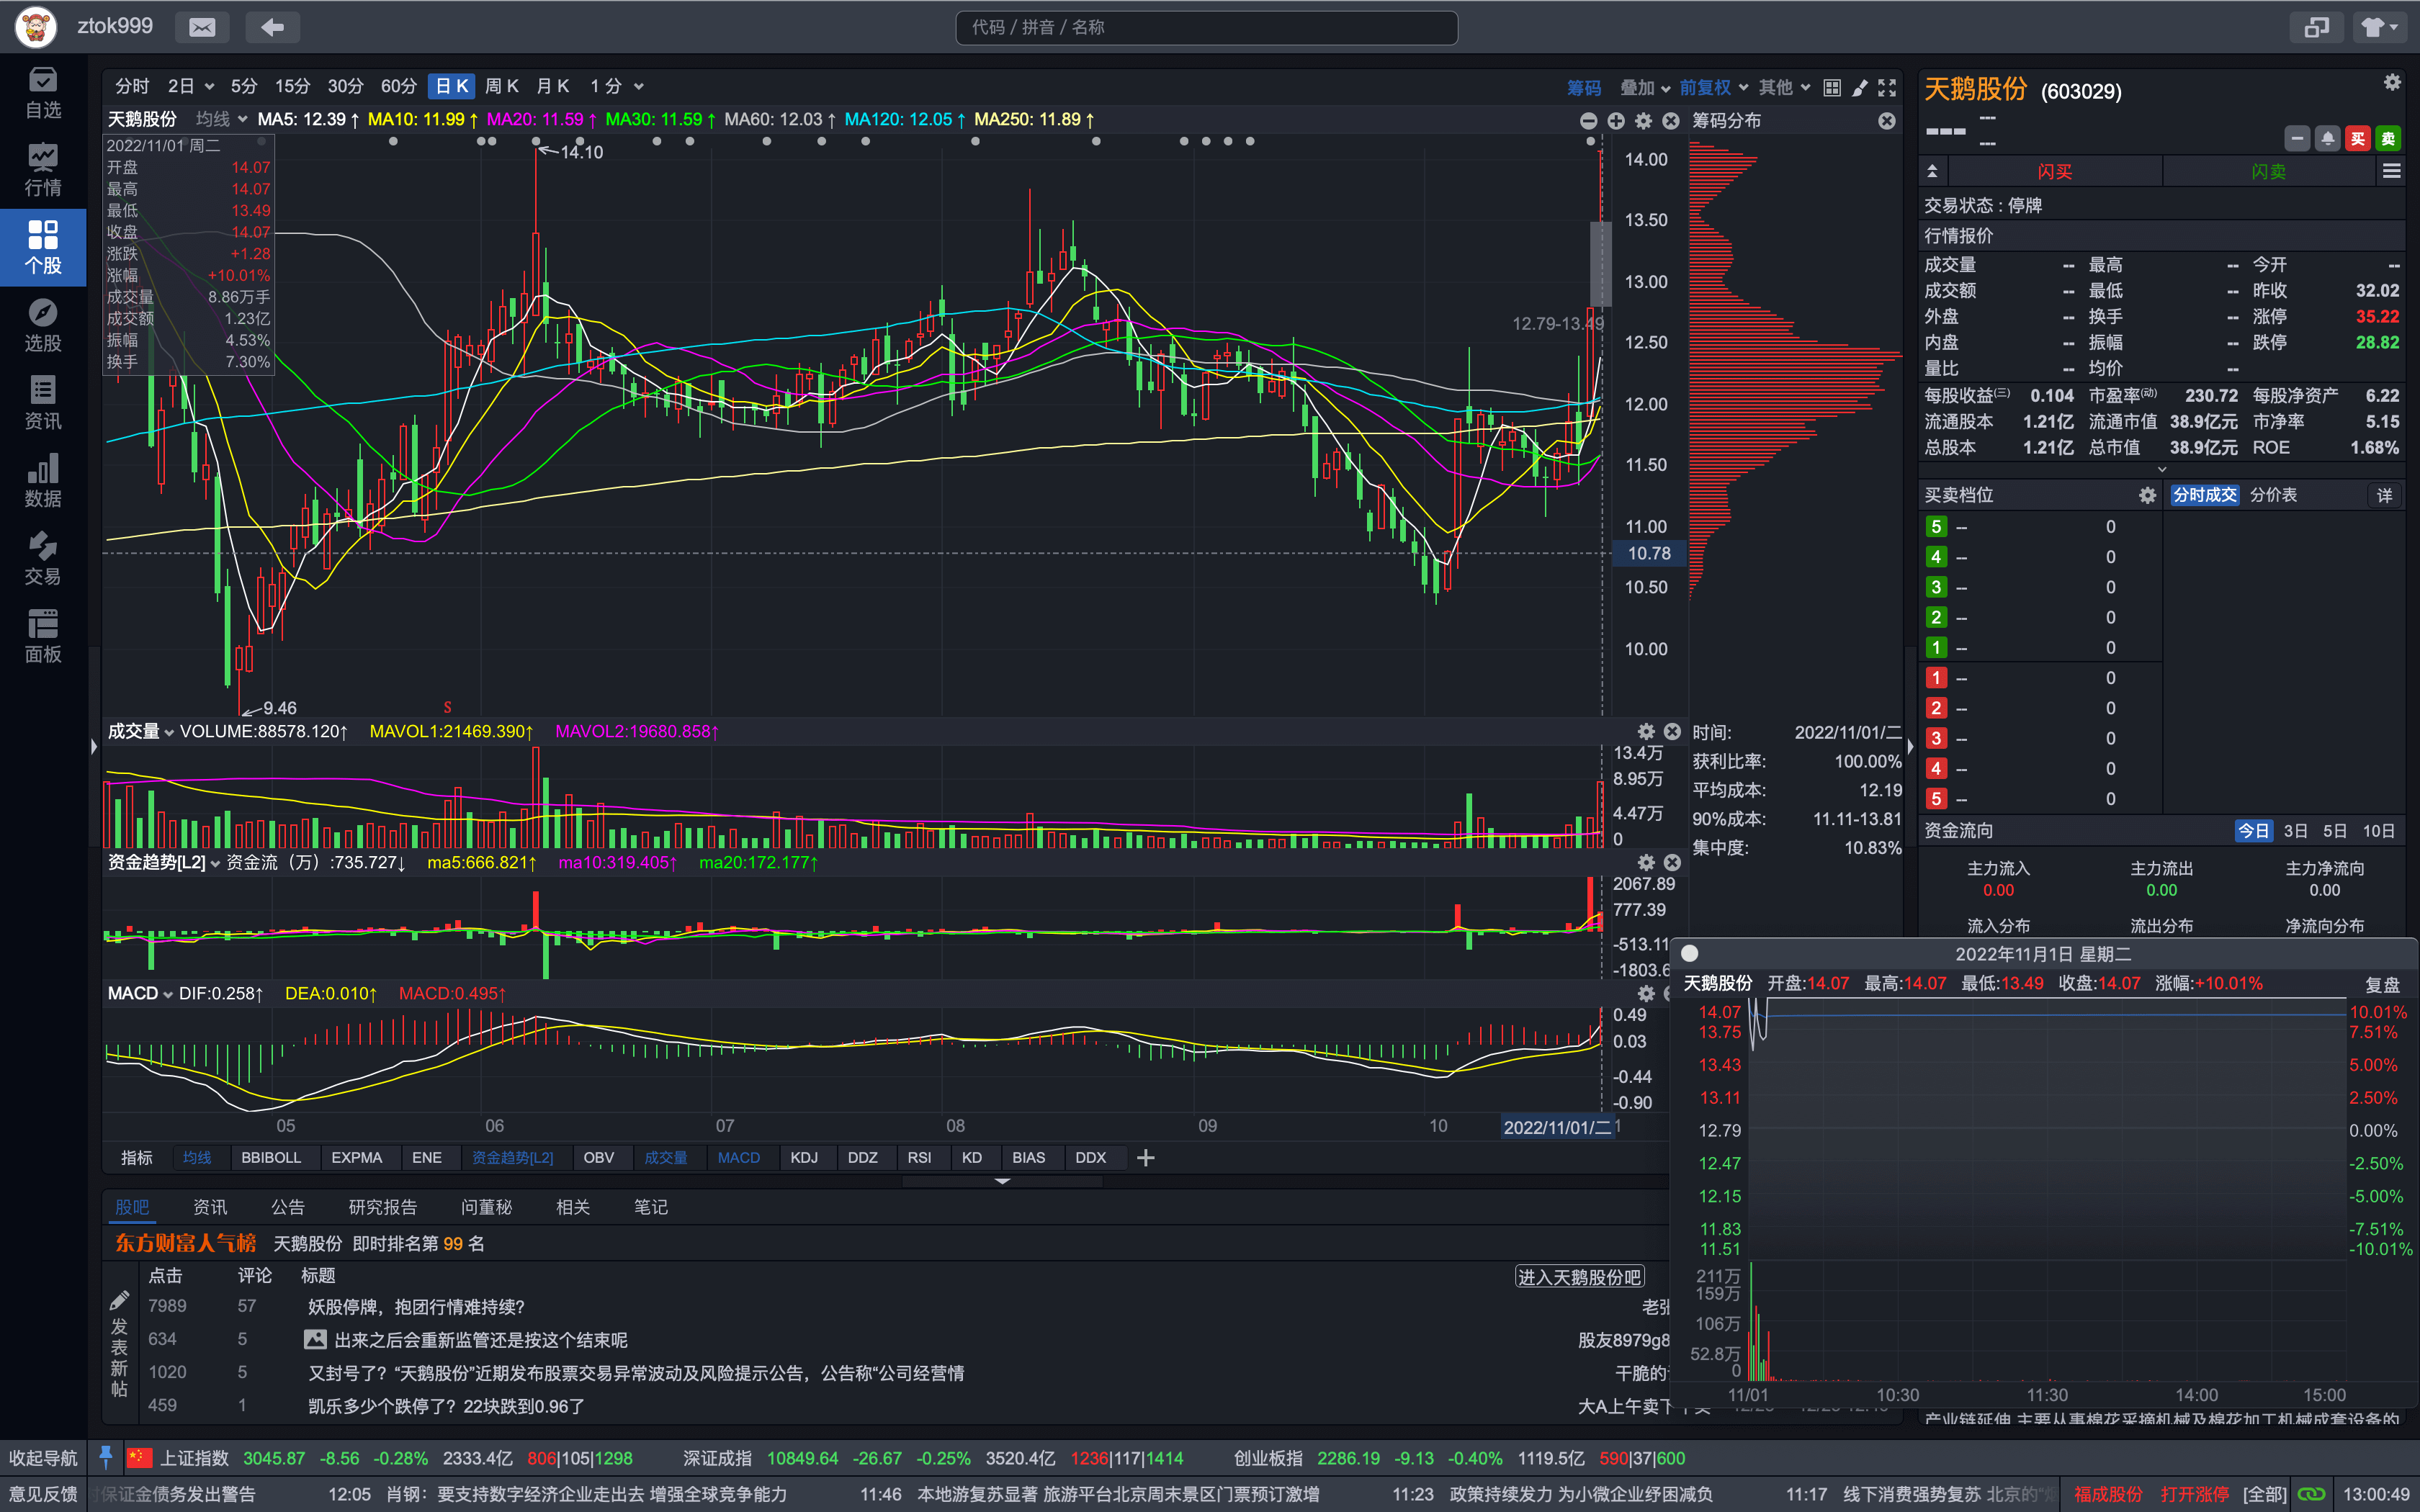 ztok999
代码 / 拼音 / 名称
自选
行情
个股
选股
资讯
数据
交易
面板
分时 2日 5分 15分 30分 60分 日K 周K 月K 1分 筹码 叠加 前复权 其他
天鹅股份 均线 MA5: 12.39↑ MA10: 11.99↑ MA20: 11.59↑ MA30: 11.59↑ MA60: 12.03↑ MA120: 12.05↑ MA250: 11.89↑
筹码分布
2022/11/01 周二
开盘 14.07
最高 14.07
最低 13.49
收盘 14.07
涨跌 +1.28
涨幅 +10.01%
成交量 8.86万手
成交额 1.23亿
振幅 4.53%
换手 7.30%
14.10
12.79-13.49
9.46
S
14.00
13.50
13.00
12.50
12.00
11.50
11.00
10.78
10.50
10.00
成交量 VOLUME:88578.120↑ MAVOL1:21469.390↑ MAVOL2:19680.858↑
13.4万
8.95万
4.47万
0
资金趋势[L2] 资金流（万）:735.727↓ ma5:666.821↑ ma10:319.405↑ ma20:172.177↑
2067.89
777.39
-513.11
-1803.6
MACD DIF:0.258↑ DEA:0.010↑ MACD:0.495↑
0.49
0.03
-0.44
-0.90
05 06 07 08 09 10 2022/11/01/二 1
指标 均线 BBIBOLL EXPMA ENE 资金趋势[L2] OBV 成交量 MACD KDJ DDZ RSI KD BIAS DDX
时间: 2022/11/01/二
获利比率: 100.00%
平均成本: 12.19
90%成本: 11.11-13.81
集中度: 10.83%
股吧 资讯 公告 研究报告 问董秘 相关 笔记
东方财富人气榜 天鹅股份 即时排名第 99 名
点击 评论 标题 进入天鹅股份吧
发表新帖
7989 57 妖股停牌，抱团行情难持续？ 老张
634 5 出来之后会重新监管还是按这个结束呢 股友8979g8
1020 5 又封号了？“天鹅股份”近期发布股票交易异常波动及风险提示公告，公告称“公司经营情 干脆的
459 1 凯乐多少个跌停了？22块跌到0.96了 大A上午卖下午买
天鹅股份 (603029)
---
---
---
买 卖
闪买 闪卖
交易状态 : 停牌
行情报价
成交量 -- 最高 -- 今开 --
成交额 -- 最低 -- 昨收 32.02
外盘 -- 换手 -- 涨停 35.22
内盘 -- 振幅 -- 跌停 28.82
量比 -- 均价 --
每股收益(三) 0.104 市盈率(动) 230.72 每股净资产 6.22
流通股本 1.21亿 流通市值 38.9亿元 市净率 5.15
总股本 1.21亿 总市值 38.9亿元 ROE 1.68%
买卖档位 分时成交 分价表 详
5 -- 0
4 -- 0
3 -- 0
2 -- 0
1 -- 0
1 -- 0
2 -- 0
3 -- 0
4 -- 0
5 -- 0
资金流向 今日 3日 5日 10日
主力流入 主力流出 主力净流向
0.00 0.00 0.00
流入分布 流出分布 净流向分布
2022年11月1日 星期二
天鹅股份 开盘:14.07 最高:14.07 最低:13.49 收盘:14.07 涨幅:+10.01% 复盘
14.07 10.01%
13.75 7.51%
13.43 5.00%
13.11 2.50%
12.79 0.00%
12.47 -2.50%
12.15 -5.00%
11.83 -7.51%
11.51 -10.01%
211万
159万
106万
52.8万
0
11/01 10:30 11:30 14:00 15:00
产业链延伸,主要从事棉花采摘机械及棉花加工机械成套设备的
收起导航 上证指数 3045.87 -8.56 -0.28% 2333.4亿 806|105|1298 深证成指 10849.64 -26.67 -0.25% 3520.4亿 1236|117|1414 创业板指 2286.19 -9.13 -0.40% 1119.5亿 590|37|600
意见反馈 保证金债务发出警告 12:05 肖钢：要支持数字经济企业走出去 增强全球竞争能力 11:46 本地游复苏显著 旅游平台北京周末景区门票预订激增 11:23 政策持续发力 为小微企业纾困减负 11:17 线下消费强势复苏 北京的“ 福成股份 打开涨停 [全部] 13:00:49